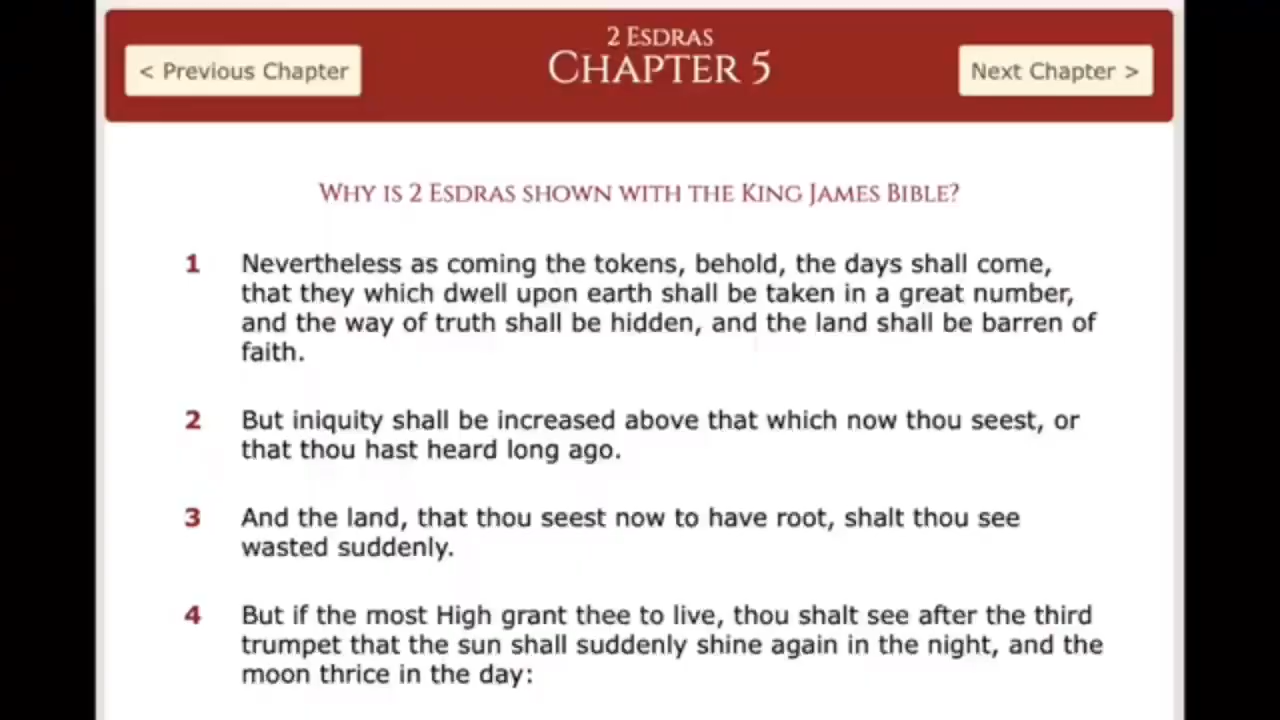 2 Esdras
Chapter 5
< Previous Chapter
Next Chapter >
Why is 2 Esdras shown with the King James Bible?
1 Nevertheless as coming the tokens, behold, the days shall come,
that they which dwell upon earth shall be taken in a great number,
and the way of truth shall be hidden, and the land shall be barren of
faith.
2 But iniquity shall be increased above that which now thou seest, or
that thou hast heard long ago.
3 And the land, that thou seest now to have root, shalt thou see
wasted suddenly.
4 But if the most High grant thee to live, thou shalt see after the third
trumpet that the sun shall suddenly shine again in the night, and the
moon thrice in the day: